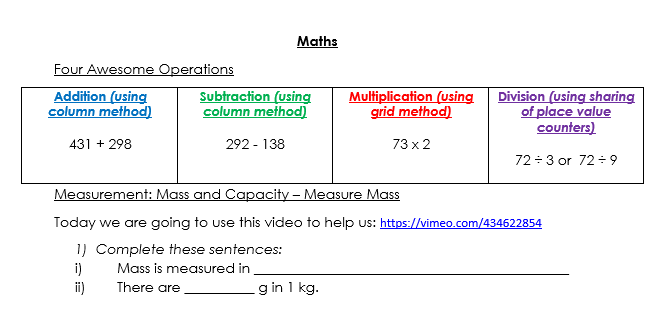 Maths
Four Awesome Operations
Addition (using
column method)
431 + 298
Subtraction (using
column method)
292 - 138
Multiplication (using
grid method)
73 x 2
Division (using sharing
of place value
counters)
72 ÷ 3 or 72 ÷ 9
Measurement: Mass and Capacity – Measure Mass
Today we are going to use this video to help us: https://vimeo.com/434622854
1) Complete these sentences:
i) Mass is measured in ________________________________________
ii) There are _________ g in 1 kg.